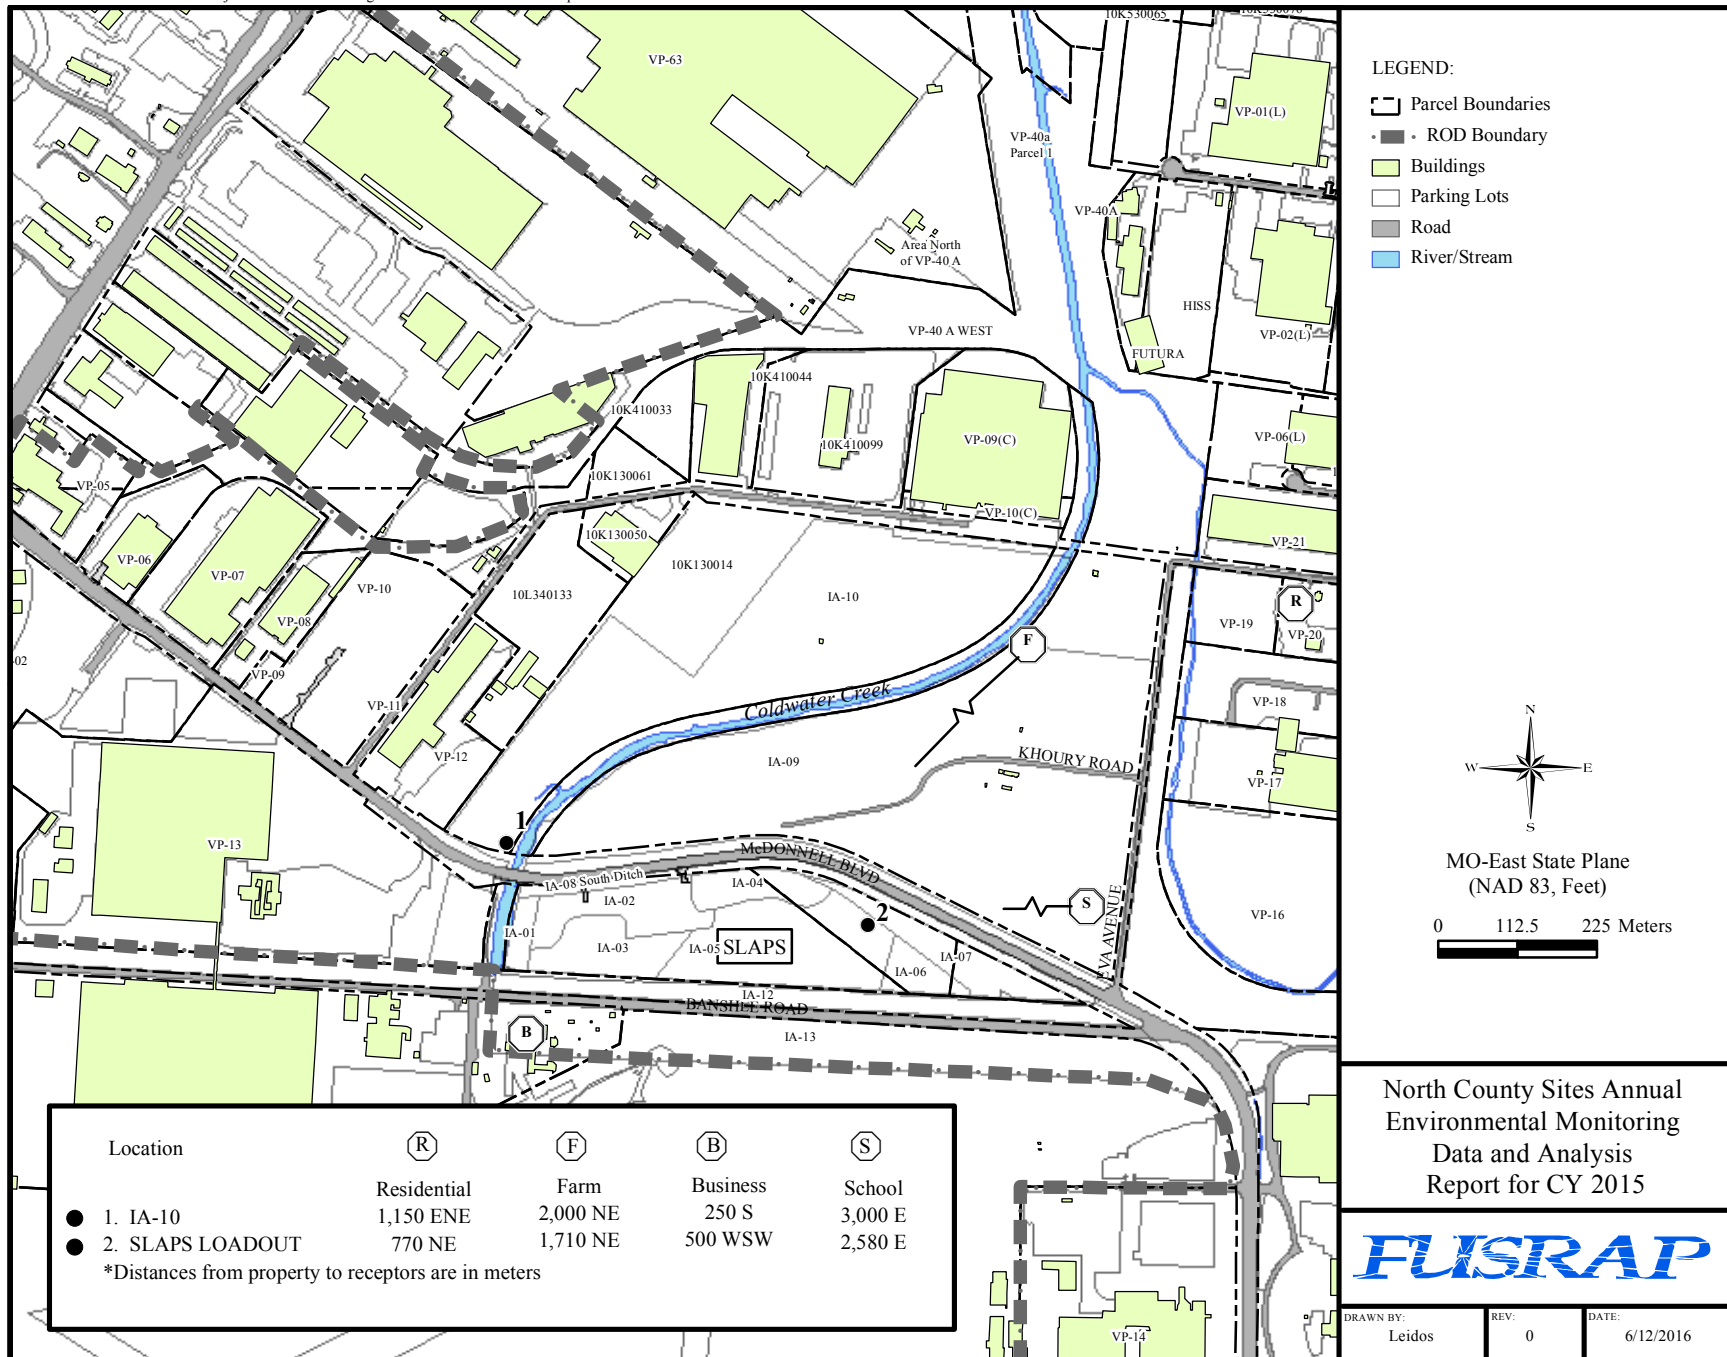 10K530065
VP-63
VP-01(L)
VP-40a
Parcel 1
VP-40A
Area North
of VP-40 A
HISS
VP-40 A WEST
VP-02(L)
FUTURA
10K410044
10K410033
10K410099
VP-09(C)
VP-06(L)
10K130061
VP-05
VP-10(C)
10K130050
VP-21
VP-06
VP-07
10K130014
VP-10
10L340133
IA-10
R
VP-08
VP-19
VP-20
F
-02
VP-09
VP-11
Coldwater Creek
VP-18
VP-12
IA-09
KHOURY ROAD
VP-17
1
VP-13
McDONNELL BLVD
IA-08 South Ditch
IA-04
IA-02
S
EVA AVENUE
VP-16
2
IA-01
IA-03
IA-05
SLAPS
IA-07
IA-06
IA-12
BANSHEE ROAD
B
IA-13
VP-14
Location
R
F
B
S
Residential
Farm
Business
School
1. IA-10
1,150 ENE
2,000 NE
250 S
3,000 E
2. SLAPS LOADOUT
770 NE
1,710 NE
500 WSW
2,580 E
*Distances from property to receptors are in meters
LEGEND:
Parcel Boundaries
ROD Boundary
Buildings
Parking Lots
Road
River/Stream
N
W
E
S
MO-East State Plane
(NAD 83, Feet)
0 112.5 225 Meters
North County Sites Annual
Environmental Monitoring
Data and Analysis
Report for CY 2015
FUSRAP
DRAWN BY:
Leidos
REV:
0
DATE:
6/12/2016